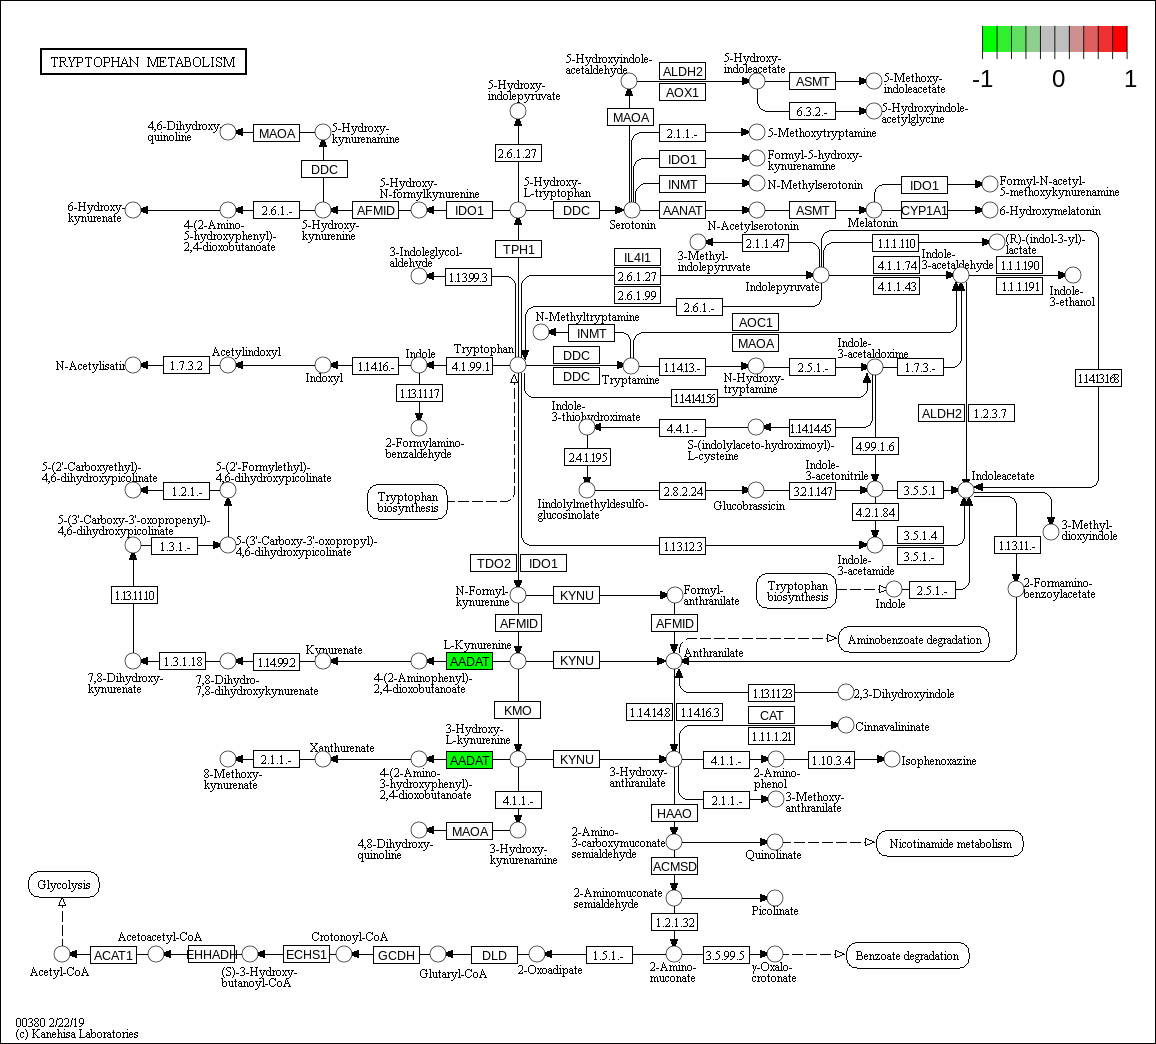 TRYPTOPHAN METABOLISM
-1
0
1
5-Hydroxyindole-
acetaldehyde
ALDH2
AOX1
5-Hydroxy-
indoleacetate
ASMT
5-Methoxy-
indoleacetate
6.3.2.-
5-Hydroxyindole-
acetylglycine
5-Hydroxy-
indolepyruvate
MAOA
4,6-Dihydroxy-
quinoline
MAOA
5-Hydroxy-
kynurenamine
2.1.1.-
5-Methoxytryptamine
2.6.1.27
IDO1
Formyl-5-hydroxy-
kynurenamine
DDC
5-Hydroxy-
N-formylkynurenine
5-Hydroxy-
L-tryptophan
INMT
N-Methylserotonin
IDO1
Formyl-N-acetyl-
5-methoxykynurenamine
6-Hydroxy-
kynurenate
2.6.1.-
AFMID
IDO1
DDC
AANAT
ASMT
CYP1A1
6-Hydroxymelatonin
4-(2-Amino-
5-hydroxyphenyl)-
2,4-dioxobutanoate
5-Hydroxy-
kynurenine
Serotonin
N-Acetylserotonin
Melatonin
TPH1
3-Indoleglycol-
aldehyde
1.13.99.3
3-Methyl-
indolepyruvate
2.1.1.47
1.1.1.110
(R)-(indol-3-yl)-
lactate
IL4I1
2.6.1.27
2.6.1.99
Indolepyruvate
4.1.1.74
4.1.1.43
Indole-
3-acetaldehyde
1.1.1.190
1.1.1.191
Indole-
3-ethanol
2.6.1.-
N-Methyltryptamine
INMT
AOC1
MAOA
N-Acetylisatin
1.7.3.2
Acetylindoxyl
Indoxyl
1.14.16.-
Indole
4.1.99.1
Tryptophan
DDC
DDC
Tryptamine
1.14.13.-
N-Hydroxy-
tryptamine
2.5.1.-
Indole-
3-acetaldoxime
1.7.3.-
1.13.11.17
1.14.14.156
1.14.13.168
2-Formylamino-
benzaldehyde
Indole-
3-thiohydroximate
4.4.1.-
S-(indolylaceto-hydroximoyl)-
L-cysteine
1.14.14.45
ALDH2
1.2.3.7
4.99.1.6
2.4.1.195
5-(2'-Carboxyethyl)-
4,6-dihydroxypicolinate
5-(2'-Formylethyl)-
4,6-dihydroxypicolinate
1.2.1.-
Tryptophan
biosynthesis
Indolylmethyldesulfo-
glucosinolate
2.8.2.24
Glucobrassicin
3.2.1.147
Indole-
3-acetonitrile
3.5.5.1
Indoleacetate
4.2.1.84
5-(3'-Carboxy-3'-oxopropenyl)-
4,6-dihydroxypicolinate
1.3.1.-
5-(3'-Carboxy-3'-oxopropyl)-
4,6-dihydroxypicolinate
1.13.12.3
Indole-
3-acetamide
3.5.1.4
3.5.1.-
3-Methyl-
dioxyindole
1.13.11.-
TDO2
IDO1
Tryptophan
biosynthesis
Indole
2.5.1.-
2-Formamino-
benzoylacetate
1.13.11.10
N-Formyl-
kynurenine
KYNU
Formyl-
anthranilate
AFMID
AFMID
Aminobenzoate degradation
7,8-Dihydroxy-
kynurenate
1.3.1.18
7,8-Dihydro-
7,8-dihydroxykynurenate
1.14.99.2
Kynurenate
4-(2-Aminophenyl)-
2,4-dioxobutanoate
L-Kynurenine
AADAT
KYNU
Anthranilate
1.13.11.23
2,3-Dihydroxyindole
KMO
1.14.14.8
1.14.16.3
CAT
1.11.1.21
Cinnavalininate
8-Methoxy-
kynurenate
2.1.1.-
Xanthurenate
4-(2-Amino-
3-hydroxyphenyl)-
2,4-dioxobutanoate
3-Hydroxy-
L-kynurenine
AADAT
KYNU
3-Hydroxy-
anthranilate
4.1.1.-
2-Amino-
phenol
1.10.3.4
Isophenoxazine
4.1.1.-
2.1.1.-
3-Methoxy-
anthranilate
4,8-Dihydroxy-
quinoline
MAOA
3-Hydroxy-
kynurenamine
HAAO
2-Amino-
3-carboxymuconate
semialdehyde
Quinolinate
Nicotinamide metabolism
ACMSD
Glycolysis
2-Aminomuconate
semialdehyde
Picolinate
1.2.1.32
Acetyl-CoA
ACAT1
Acetoacetyl-CoA
EHHADH
(S)-3-Hydroxy-
butanoyl-CoA
ECHS1
Crotonoyl-CoA
GCDH
Glutaryl-CoA
DLD
2-Oxoadipate
1.5.1.-
2-Amino-
muconate
3.5.99.5
γ-Oxalo-
crotonate
Benzoate degradation
00380 2/22/19
(c) Kanehisa Laboratories